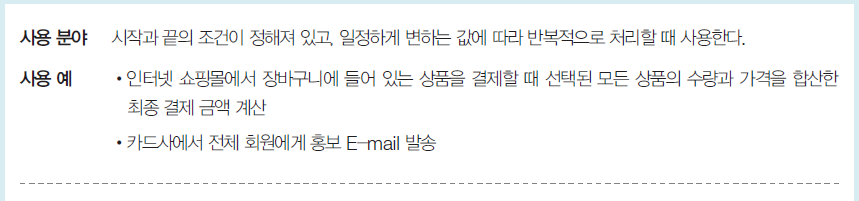 사용 분야 시작과 끝의 조건이 정해져 있고, 일정하게 변하는 값에 따라 반복적으로 처리할 때 사용한다.
사용 예 •인터넷 쇼핑몰에서 장바구니에 들어 있는 상품을 결제할 때 선택된 모든 상품의 수량과 가격을 합산한
최종 결제 금액 계산
•카드사에서 전체 회원에게 홍보 E-mail 발송